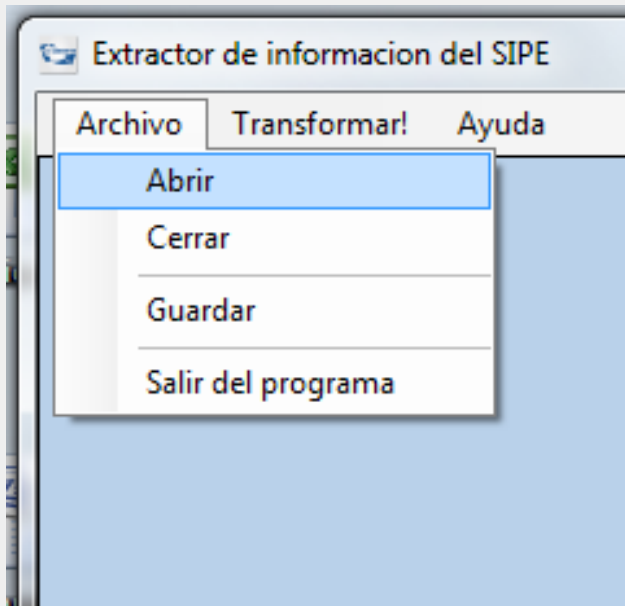 Extractor de informacion del SIPE
Archivo Transformar! Ayuda
Abrir
Cerrar
Guardar
Salir del programa